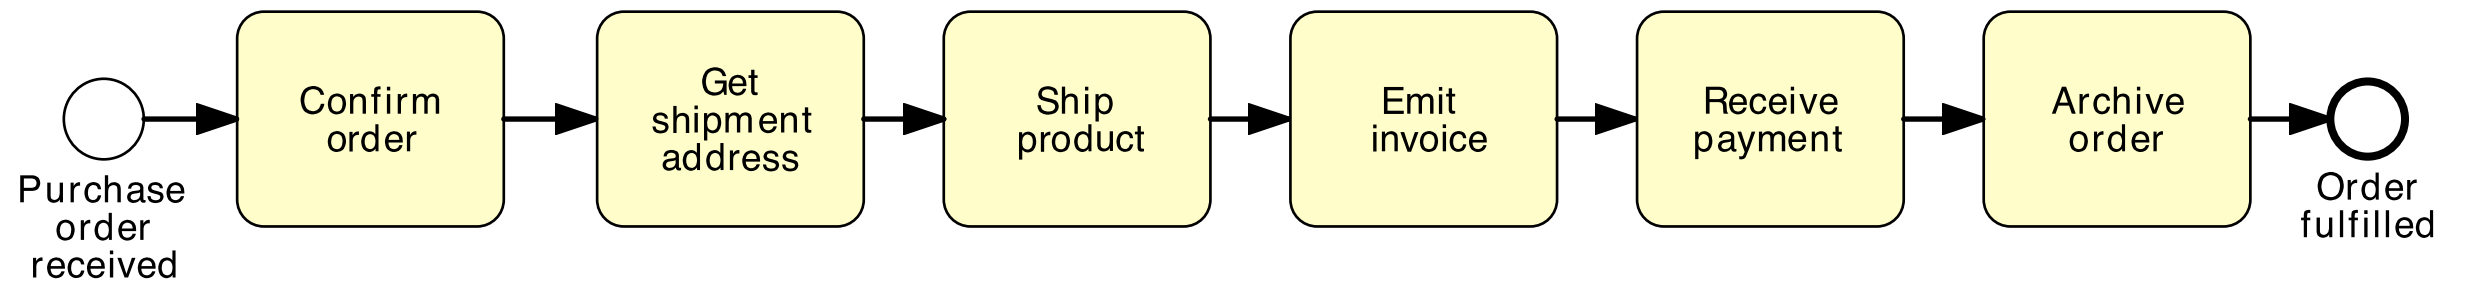 Purchase
order
received
Confirm
order
Get
shipment
address
Ship
product
Emit
invoice
Receive
payment
Archive
order
Order
fulfilled